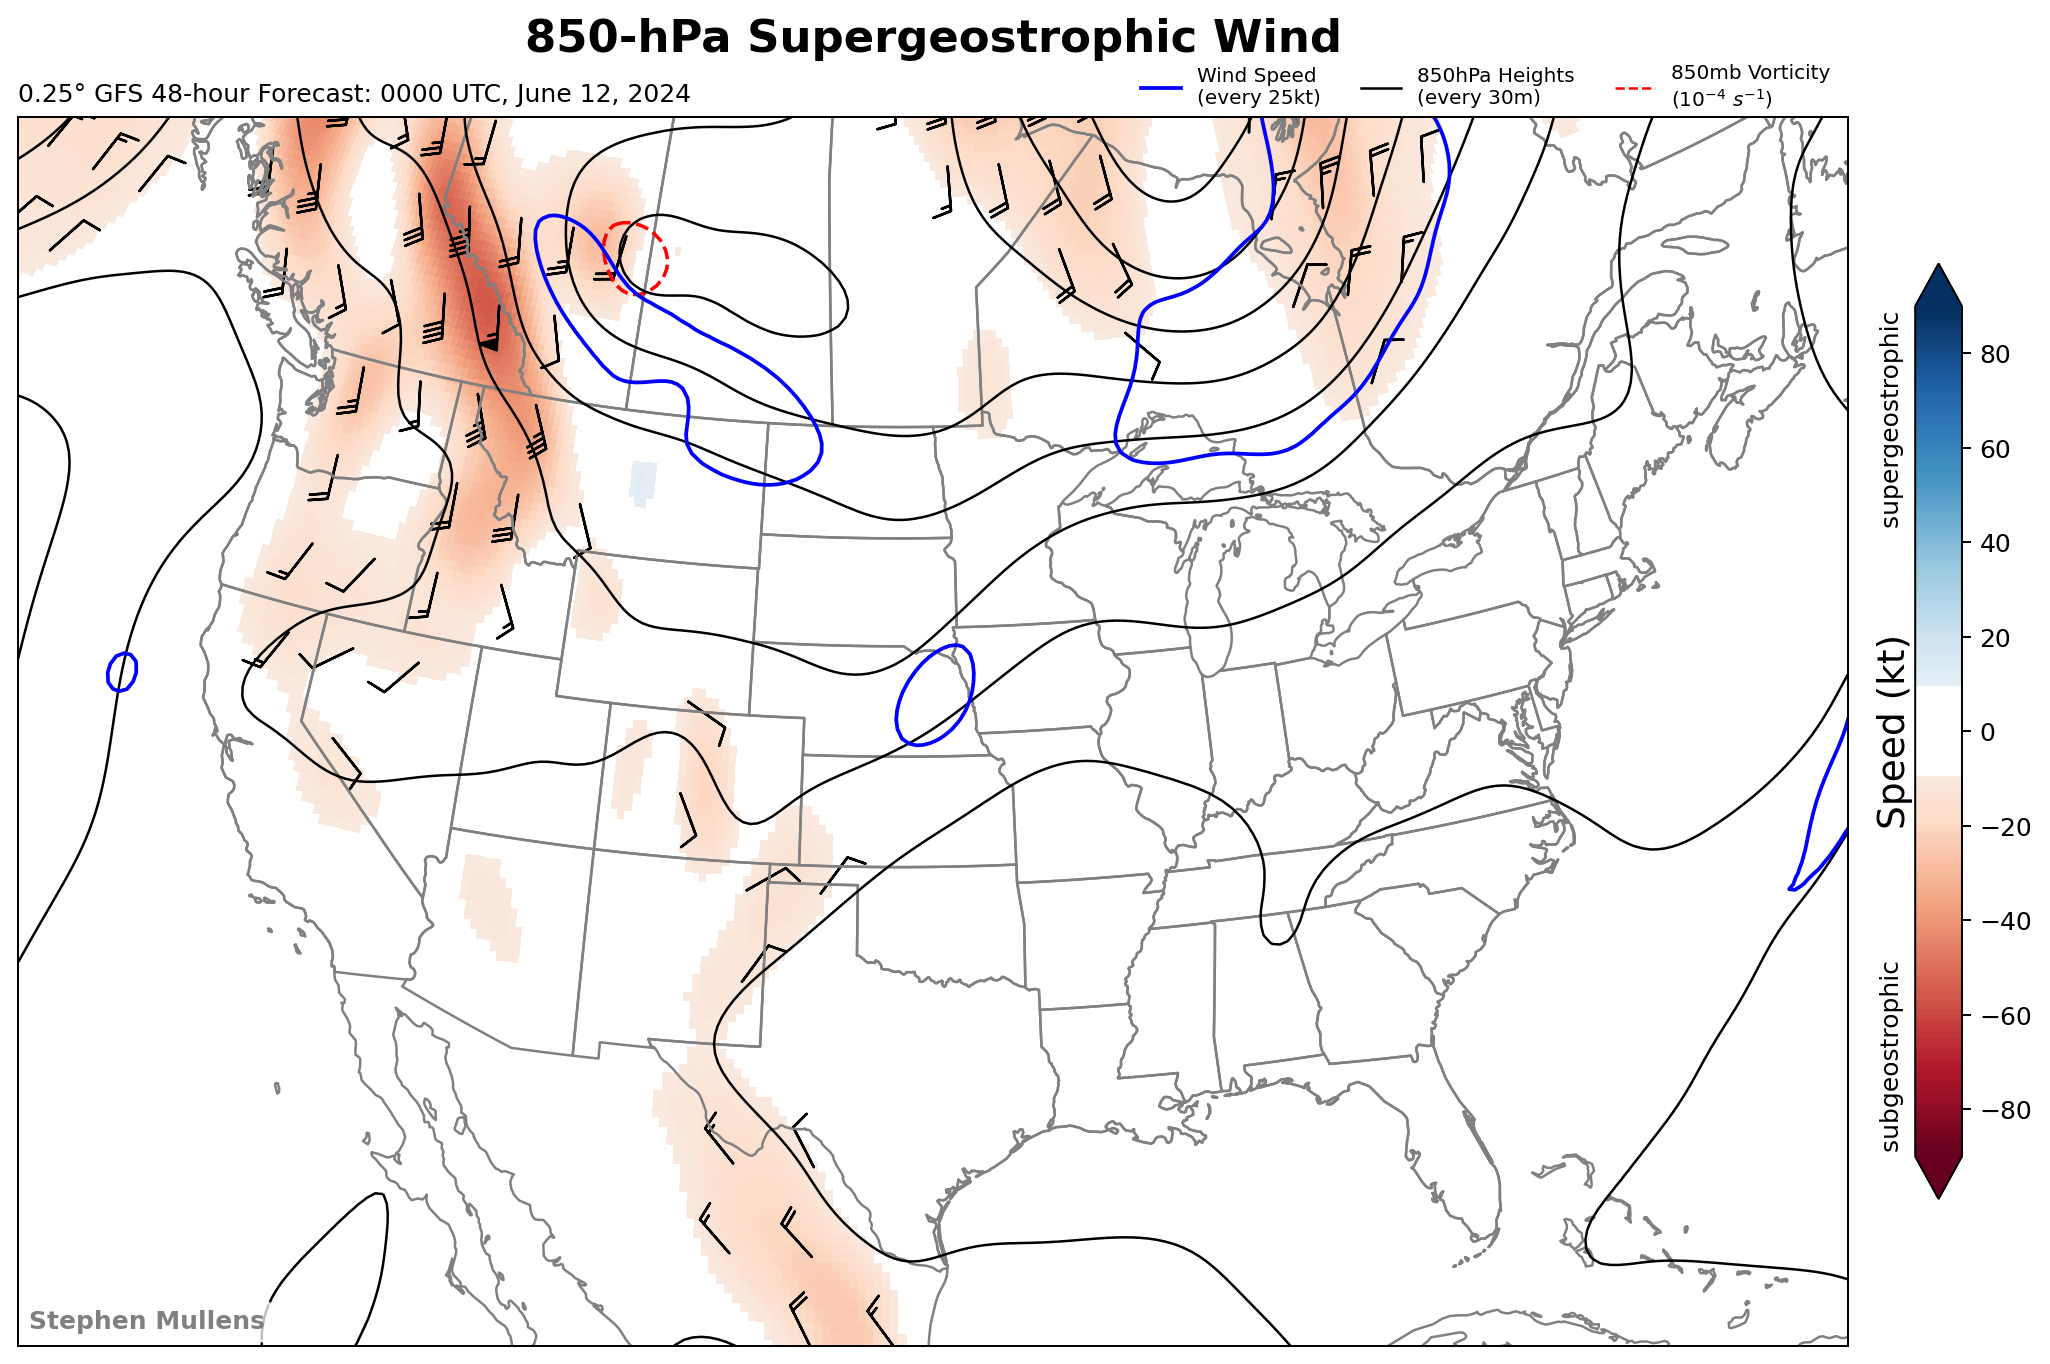 850-hPa Supergeostrophic Wind
0.25° GFS 48-hour Forecast: 0000 UTC, June 12, 2024
Wind Speed
(every 25kt)
850hPa Heights
(every 30m)
850mb Vorticity
(10⁻⁴ s⁻¹)
supergeostrophic
Speed (kt)
subgeostrophic
80
60
40
20
0
−20
−40
−60
−80
Stephen Mullens